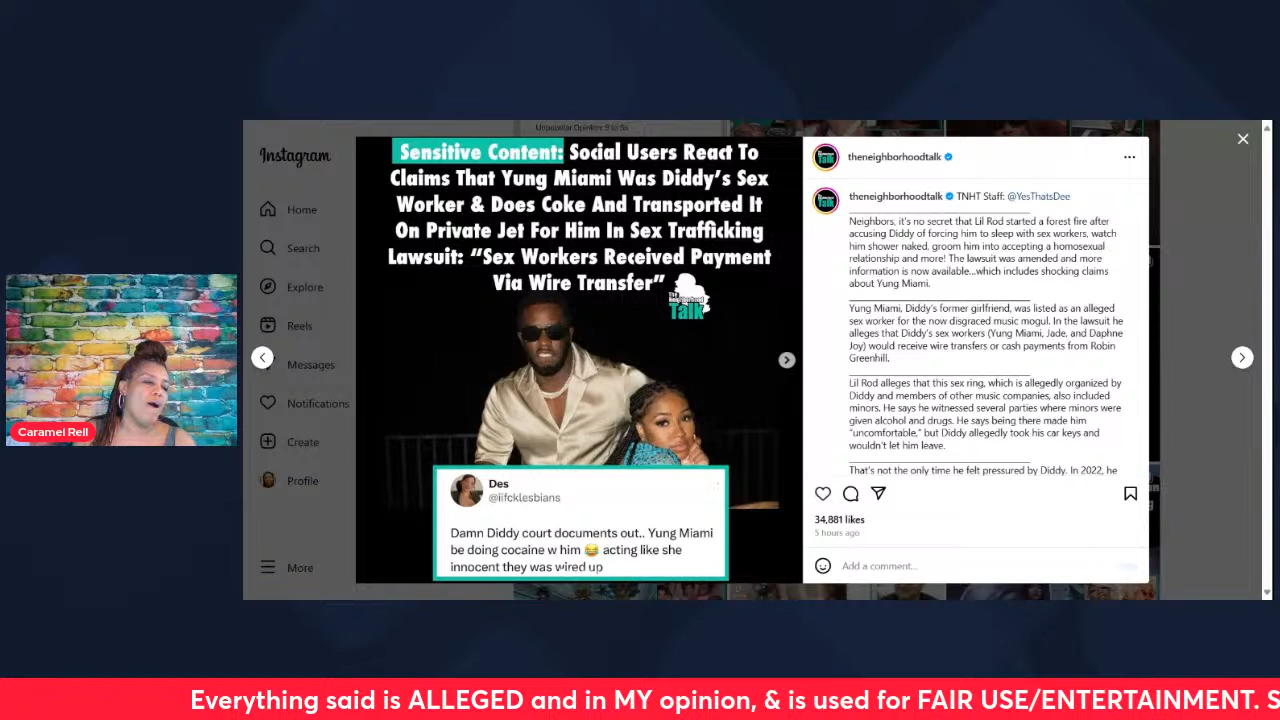 Unpopular Opinion: 9 to 5s
Instagram
Home
Search
Explore
Reels
Messages
Notifications
Create
Profile
More
Caramel Rell
Sensitive Content: Social Users React To
Claims That Yung Miami Was Diddy's Sex
Worker & Does Coke And Transported It
On Private Jet For Him In Sex Trafficking
Lawsuit: “Sex Workers Received Payment
Via Wire Transfer”
The
Neighborhood
Talk
Des
@iifcklesbians
Damn Diddy court documents out.. Yung Miami
be doing cocaine w him 😂 acting like she
innocent they was wired up
theneighborhoodtalk
theneighborhoodtalk TNHT Staff: @YesThatsDee
Neighbors, it's no secret that Lil Rod started a forest fire after
accusing Diddy of forcing him to sleep with sex workers, watch
him shower naked, groom him into accepting a homosexual
relationship and more! The lawsuit was amended and more
information is now available...which includes shocking claims
about Yung Miami.
Yung Miami, Diddy's former girlfriend, was listed as an alleged
sex worker for the now disgraced music mogul. In the lawsuit he
alleges that Diddy's sex workers (Yung Miami, Jade, and Daphne
Joy) would receive wire transfers or cash payments from Robin
Greenhill.
Lil Rod alleges that this sex ring, which is allegedly organized by
Diddy and members of other music companies, also included
minors. He says he witnessed several parties where minors were
given alcohol and drugs. He says being there made him
“uncomfortable,” but Diddy allegedly took his car keys and
wouldn't let him leave.
That's not the only time he felt pressured by Diddy. In 2022, he
34,881 likes
5 hours ago
Add a comment...
Everything said is ALLEGED and in MY opinion, & is used for FAIR USE/ENTERTAINMENT. S